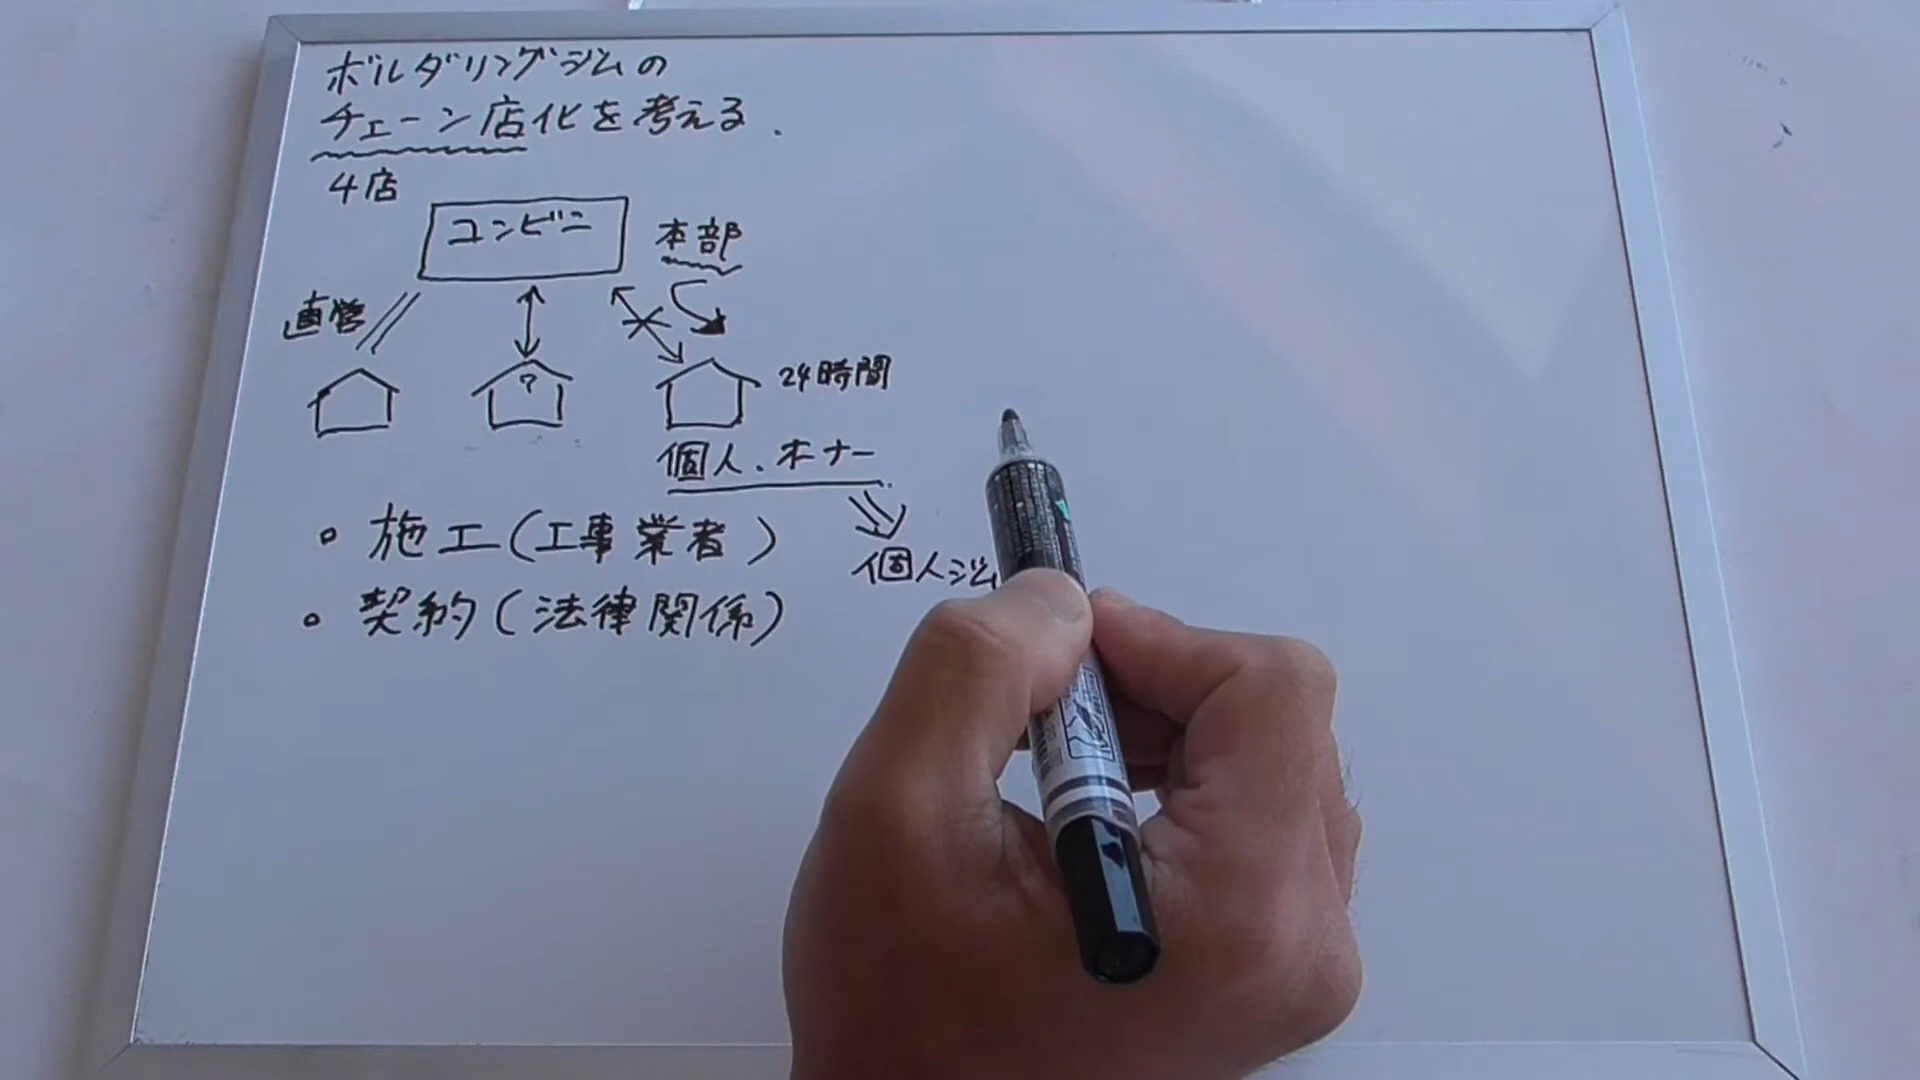 ボルダリングジムの
チェーン店化を考える.
4店
コンビニ
本部
直営
?
24時間
個人.オーナー
個人ジム
・施工(工事業者)
・契約(法律関係)